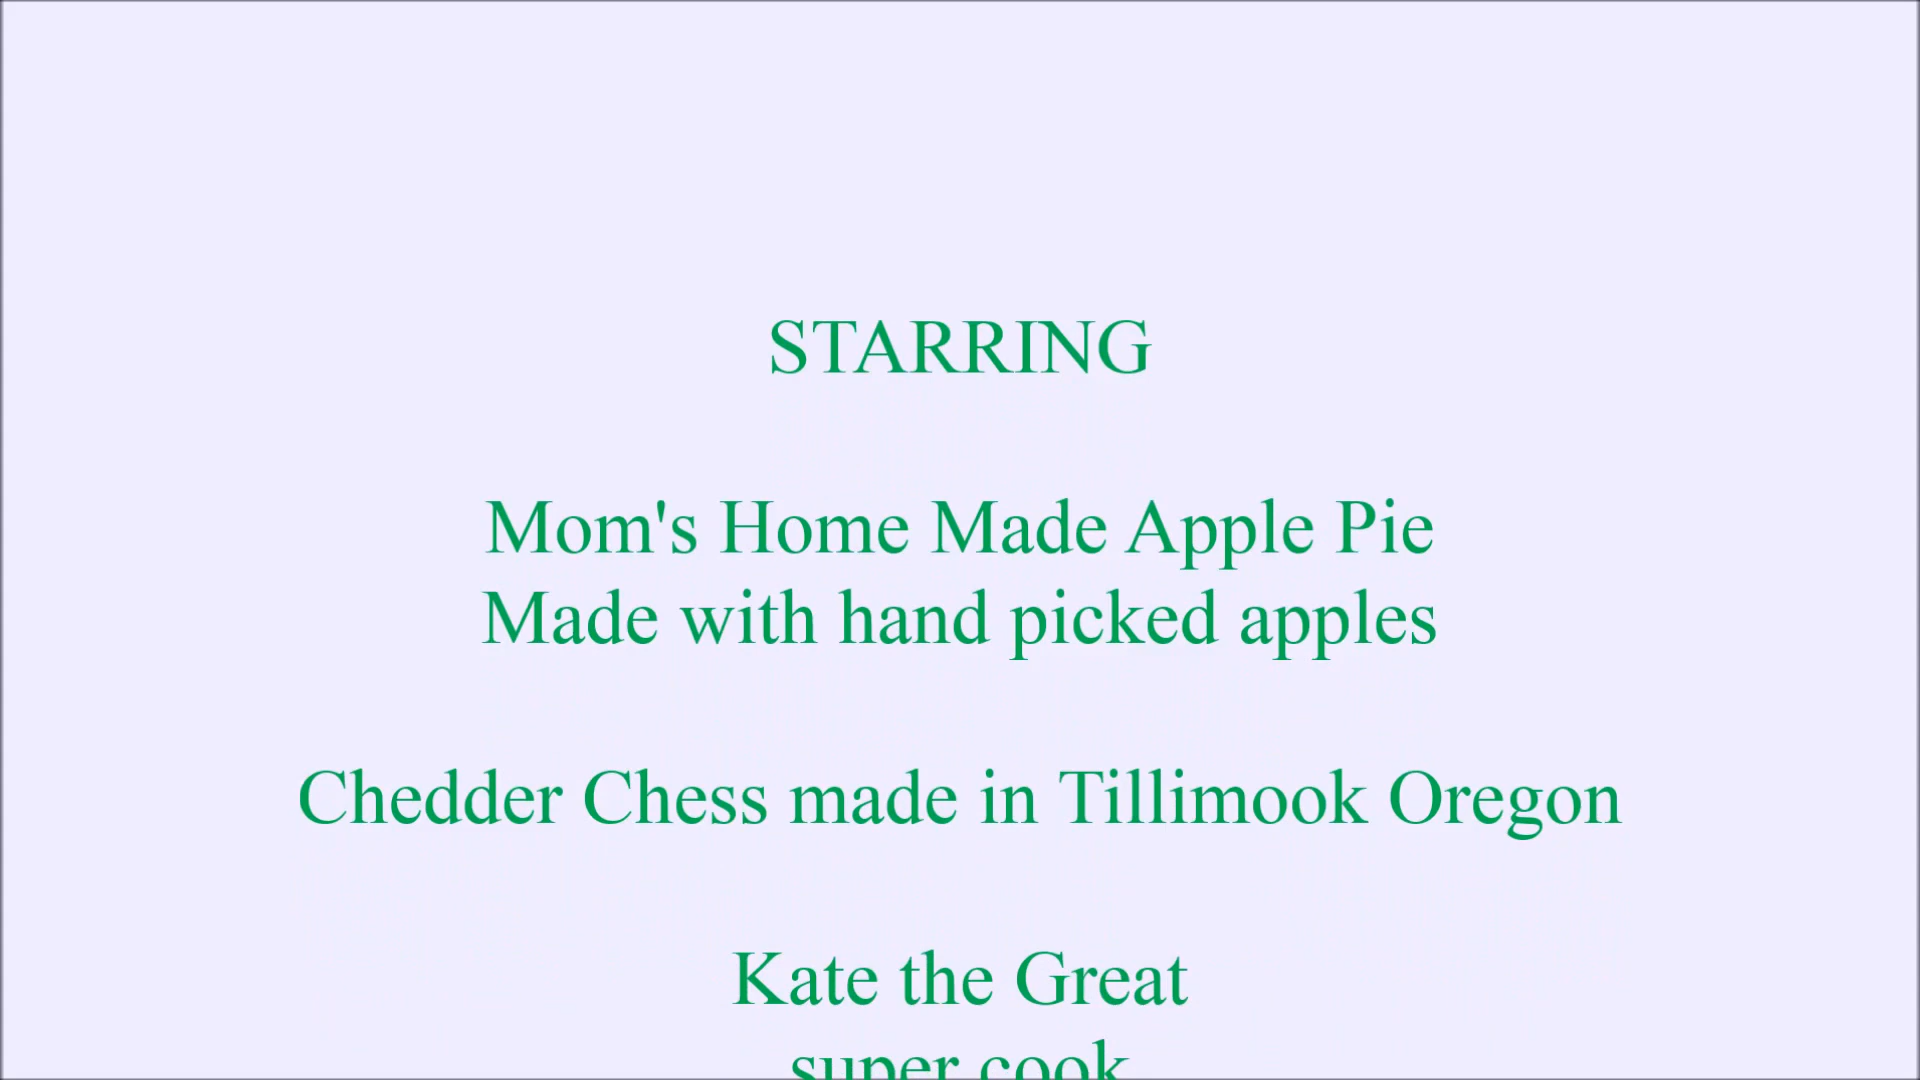 STARRING
Mom's Home Made Apple Pie
Made with hand picked apples
Chedder Chess made in Tillimook Oregon
Kate the Great
super cook